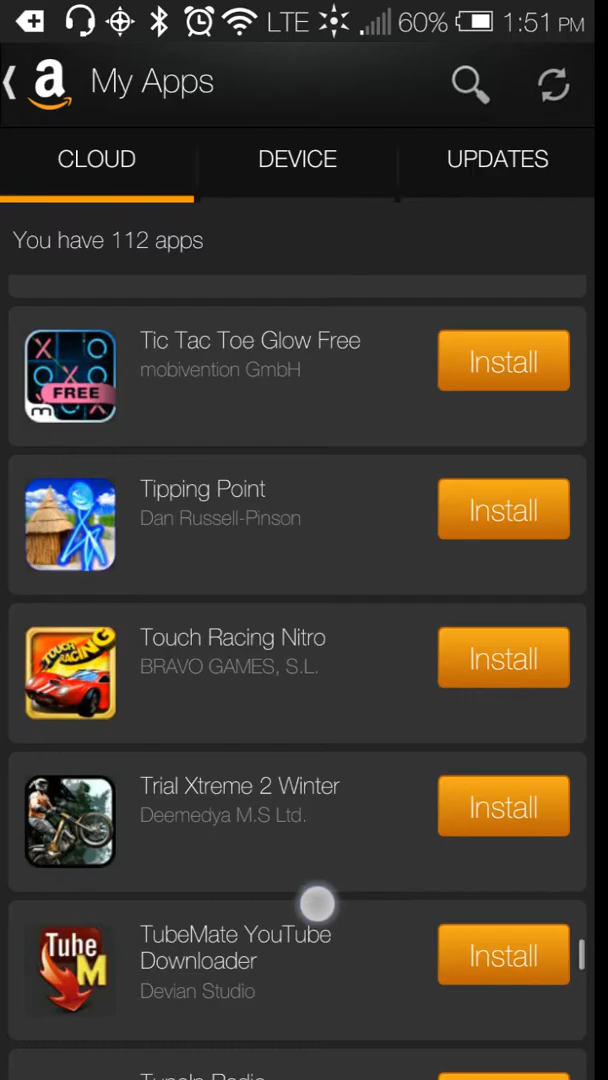 LTE 60% 1:51 PM
a My Apps
CLOUD DEVICE UPDATES
You have 112 apps
Tic Tac Toe Glow Free
mobivention GmbH
Install
X O
O X O
FREE
m
Tipping Point
Dan Russell-Pinson
Install
Touch Racing Nitro
BRAVO GAMES, S.L.
Install
TOUCH
RACING
Trial Xtreme 2 Winter
Deemedya M.S Ltd.
Install
TubeMate YouTube
Downloader
Devian Studio
Install
Tube
M
TuneIn Radio